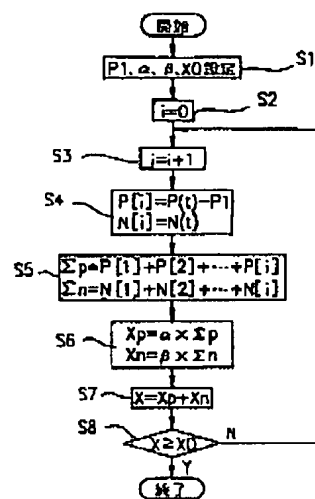 開始
P1、α、β、X0設定
S1
i=0
S2
S3
i=i+1
S4
P[i]=P(t)-P1
N[i]=N(t)
S5
Σp=P[1]+P[2]+…+P[i]
Σn=N[1]+N[2]+…+N[i]
S6
Xp=α×Σp
Xn=β×Σn
S7
X=Xp+Xn
S8
X≥X0
N
Y
終了